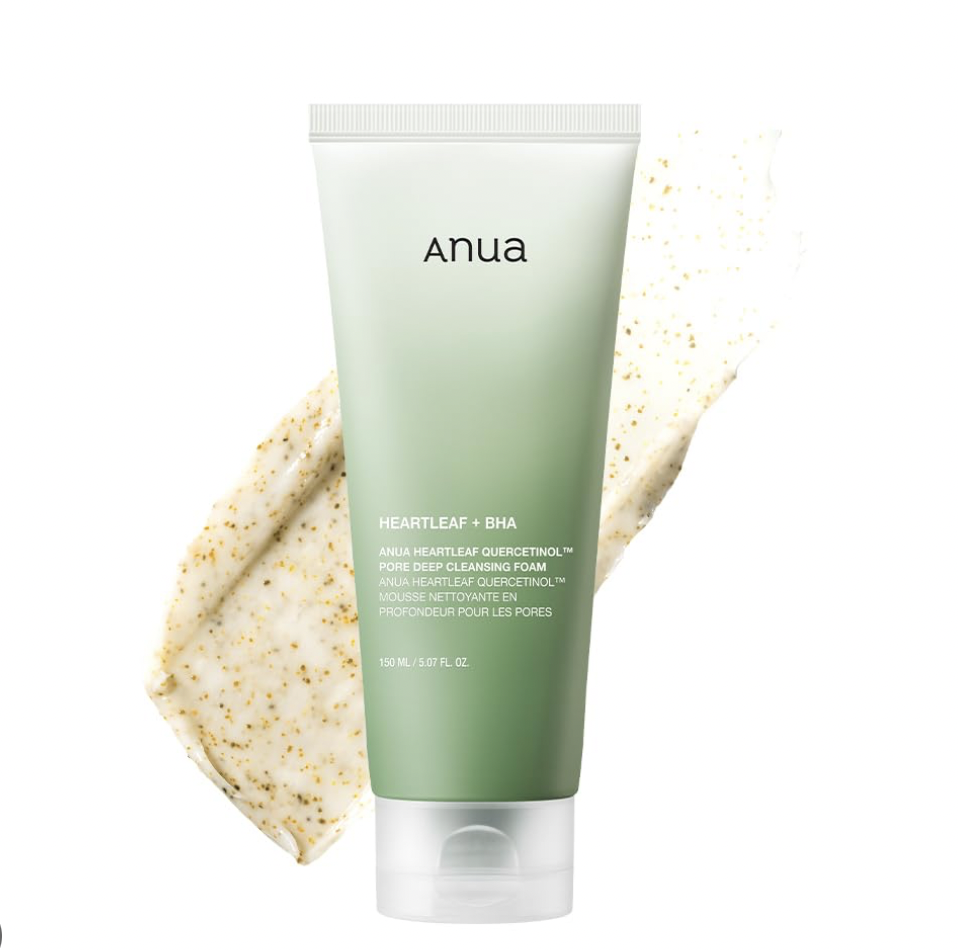 Anua
HEARTLEAF + BHA
ANUA HEARTLEAF QUERCETINOL™
PORE DEEP CLEANSING FOAM
ANUA HEARTLEAF QUERCETINOL™
MOUSSE NETTOYANTE EN
PROFONDEUR POUR LES PORES
150 ML / 5.07 FL. OZ.